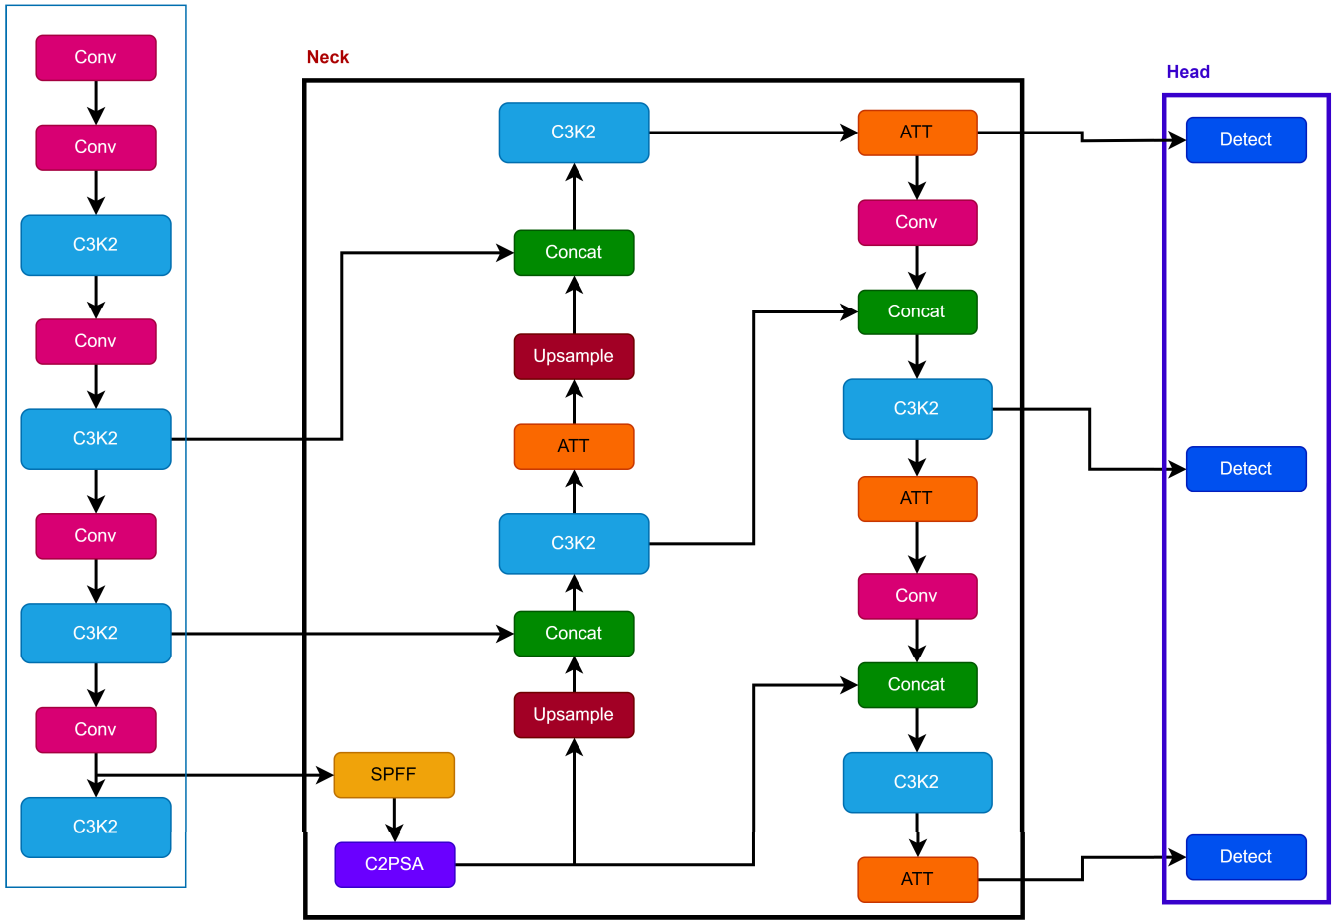 Conv
Conv
C3K2
Conv
C3K2
Conv
C3K2
Conv
C3K2
Neck
C3K2
Concat
Upsample
ATT
C3K2
Concat
Upsample
SPFF
C2PSA
ATT
Conv
Concat
C3K2
ATT
Conv
Concat
C3K2
ATT
Head
Detect
Detect
Detect